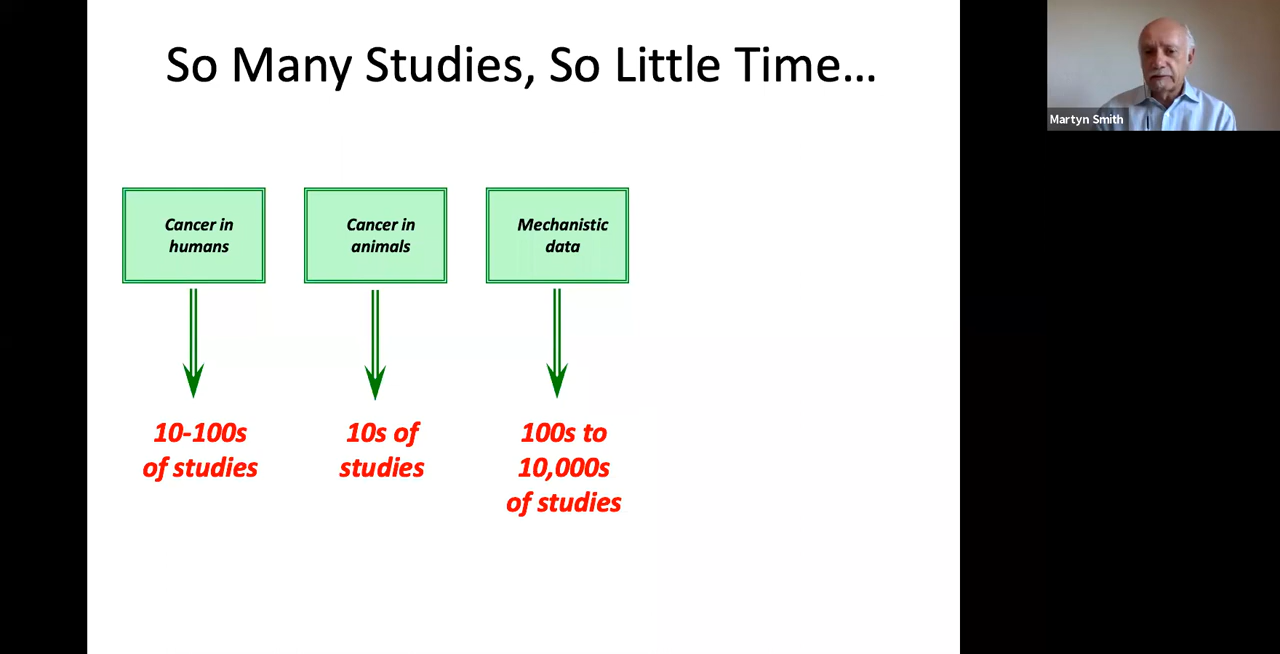 So Many Studies, So Little Time…
Martyn Smith
Cancer in
humans
Cancer in
animals
Mechanistic
data
10-100s
of studies
10s of
studies
100s to
10,000s
of studies